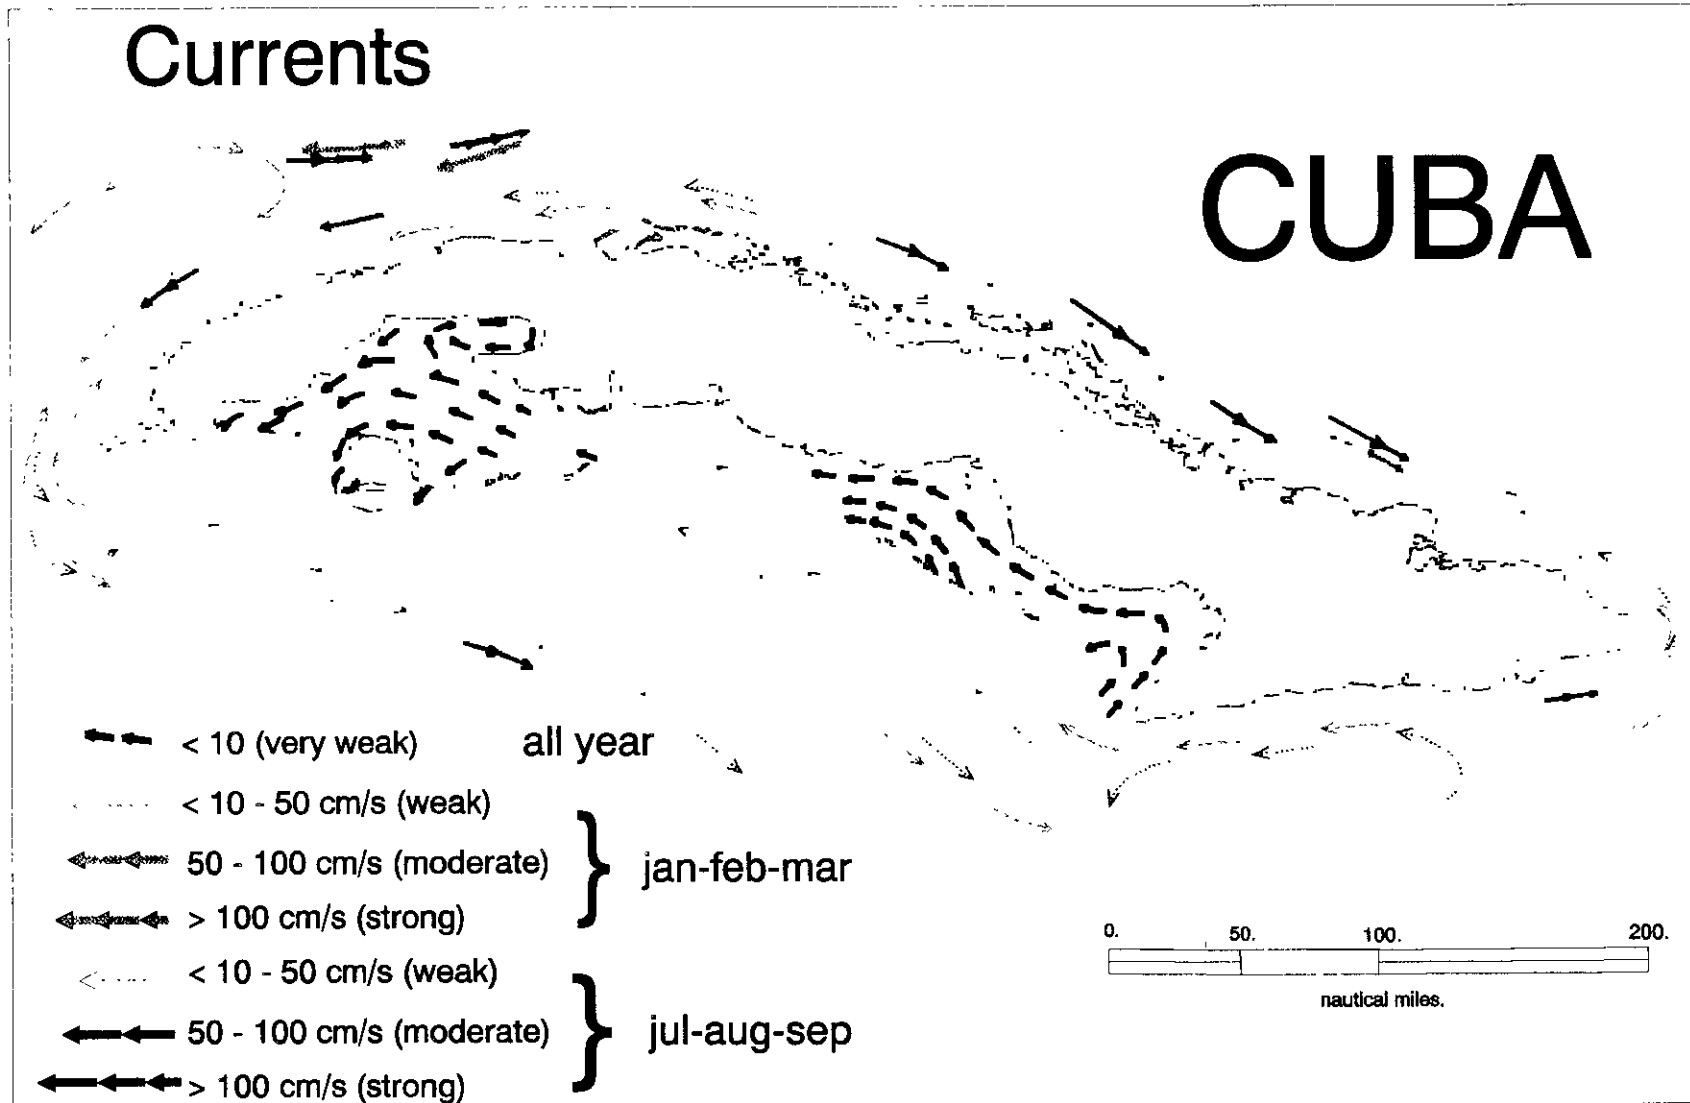 Currents
CUBA
< 10 (very weak) all year
< 10 - 50 cm/s (weak)
50 - 100 cm/s (moderate)
> 100 cm/s (strong)
} jan-feb-mar
< 10 - 50 cm/s (weak)
50 - 100 cm/s (moderate)
> 100 cm/s (strong)
} jul-aug-sep
0. 50. 100. 200.
nautical miles.